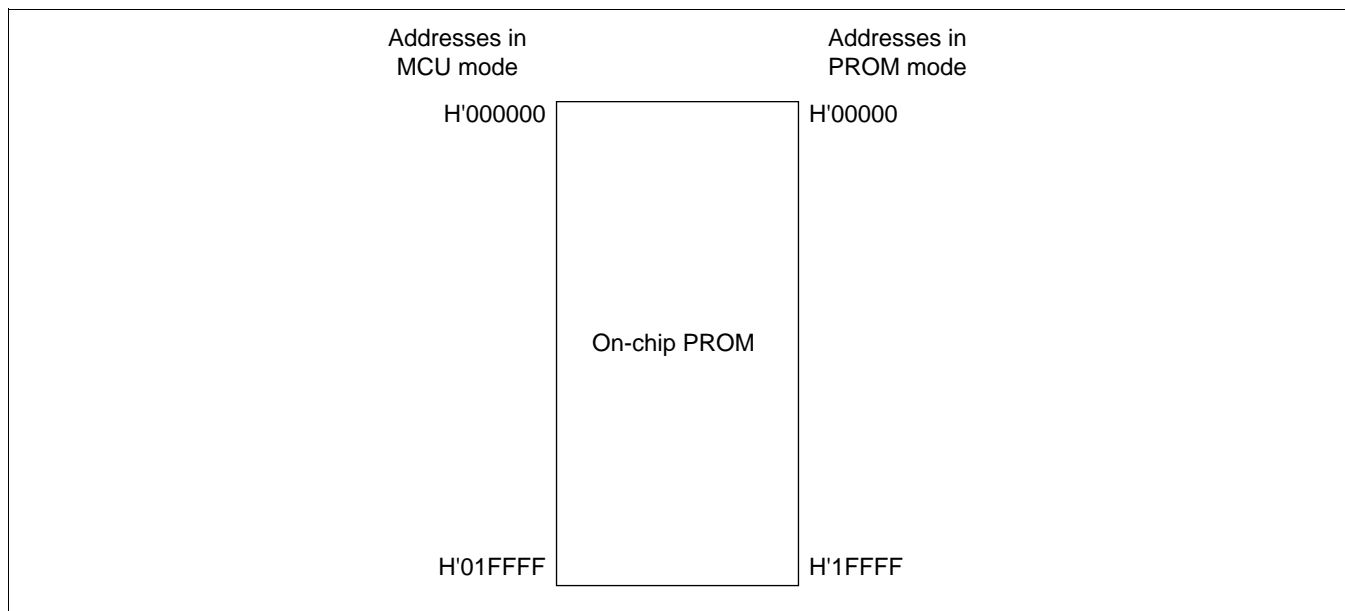 Addresses in
MCU mode
Addresses in
PROM mode
H'000000
H'00000
On-chip PROM
H'01FFFF
H'1FFFF